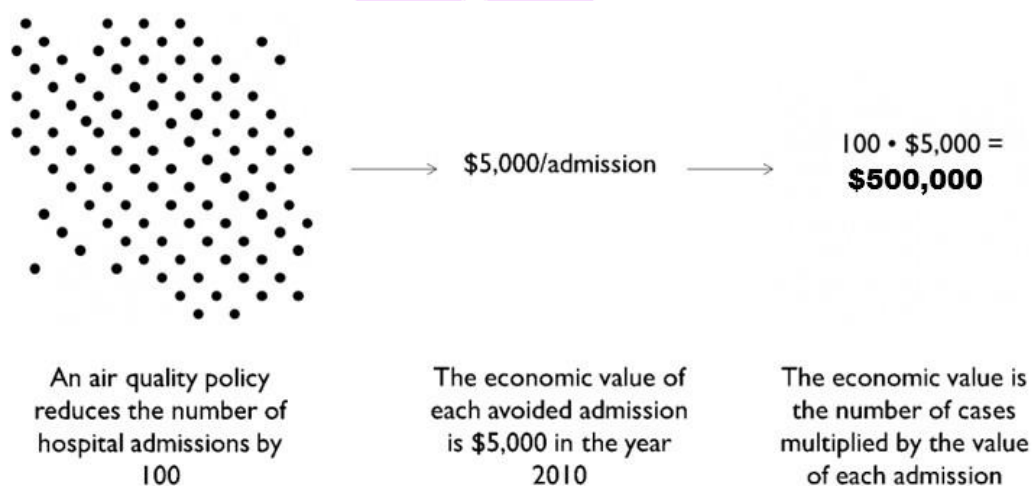 $5,000/admission
100 • $5,000 =
$500,000
An air quality policy
reduces the number of
hospital admissions by
100
The economic value of
each avoided admission
is $5,000 in the year
2010
The economic value is
the number of cases
multiplied by the value
of each admission